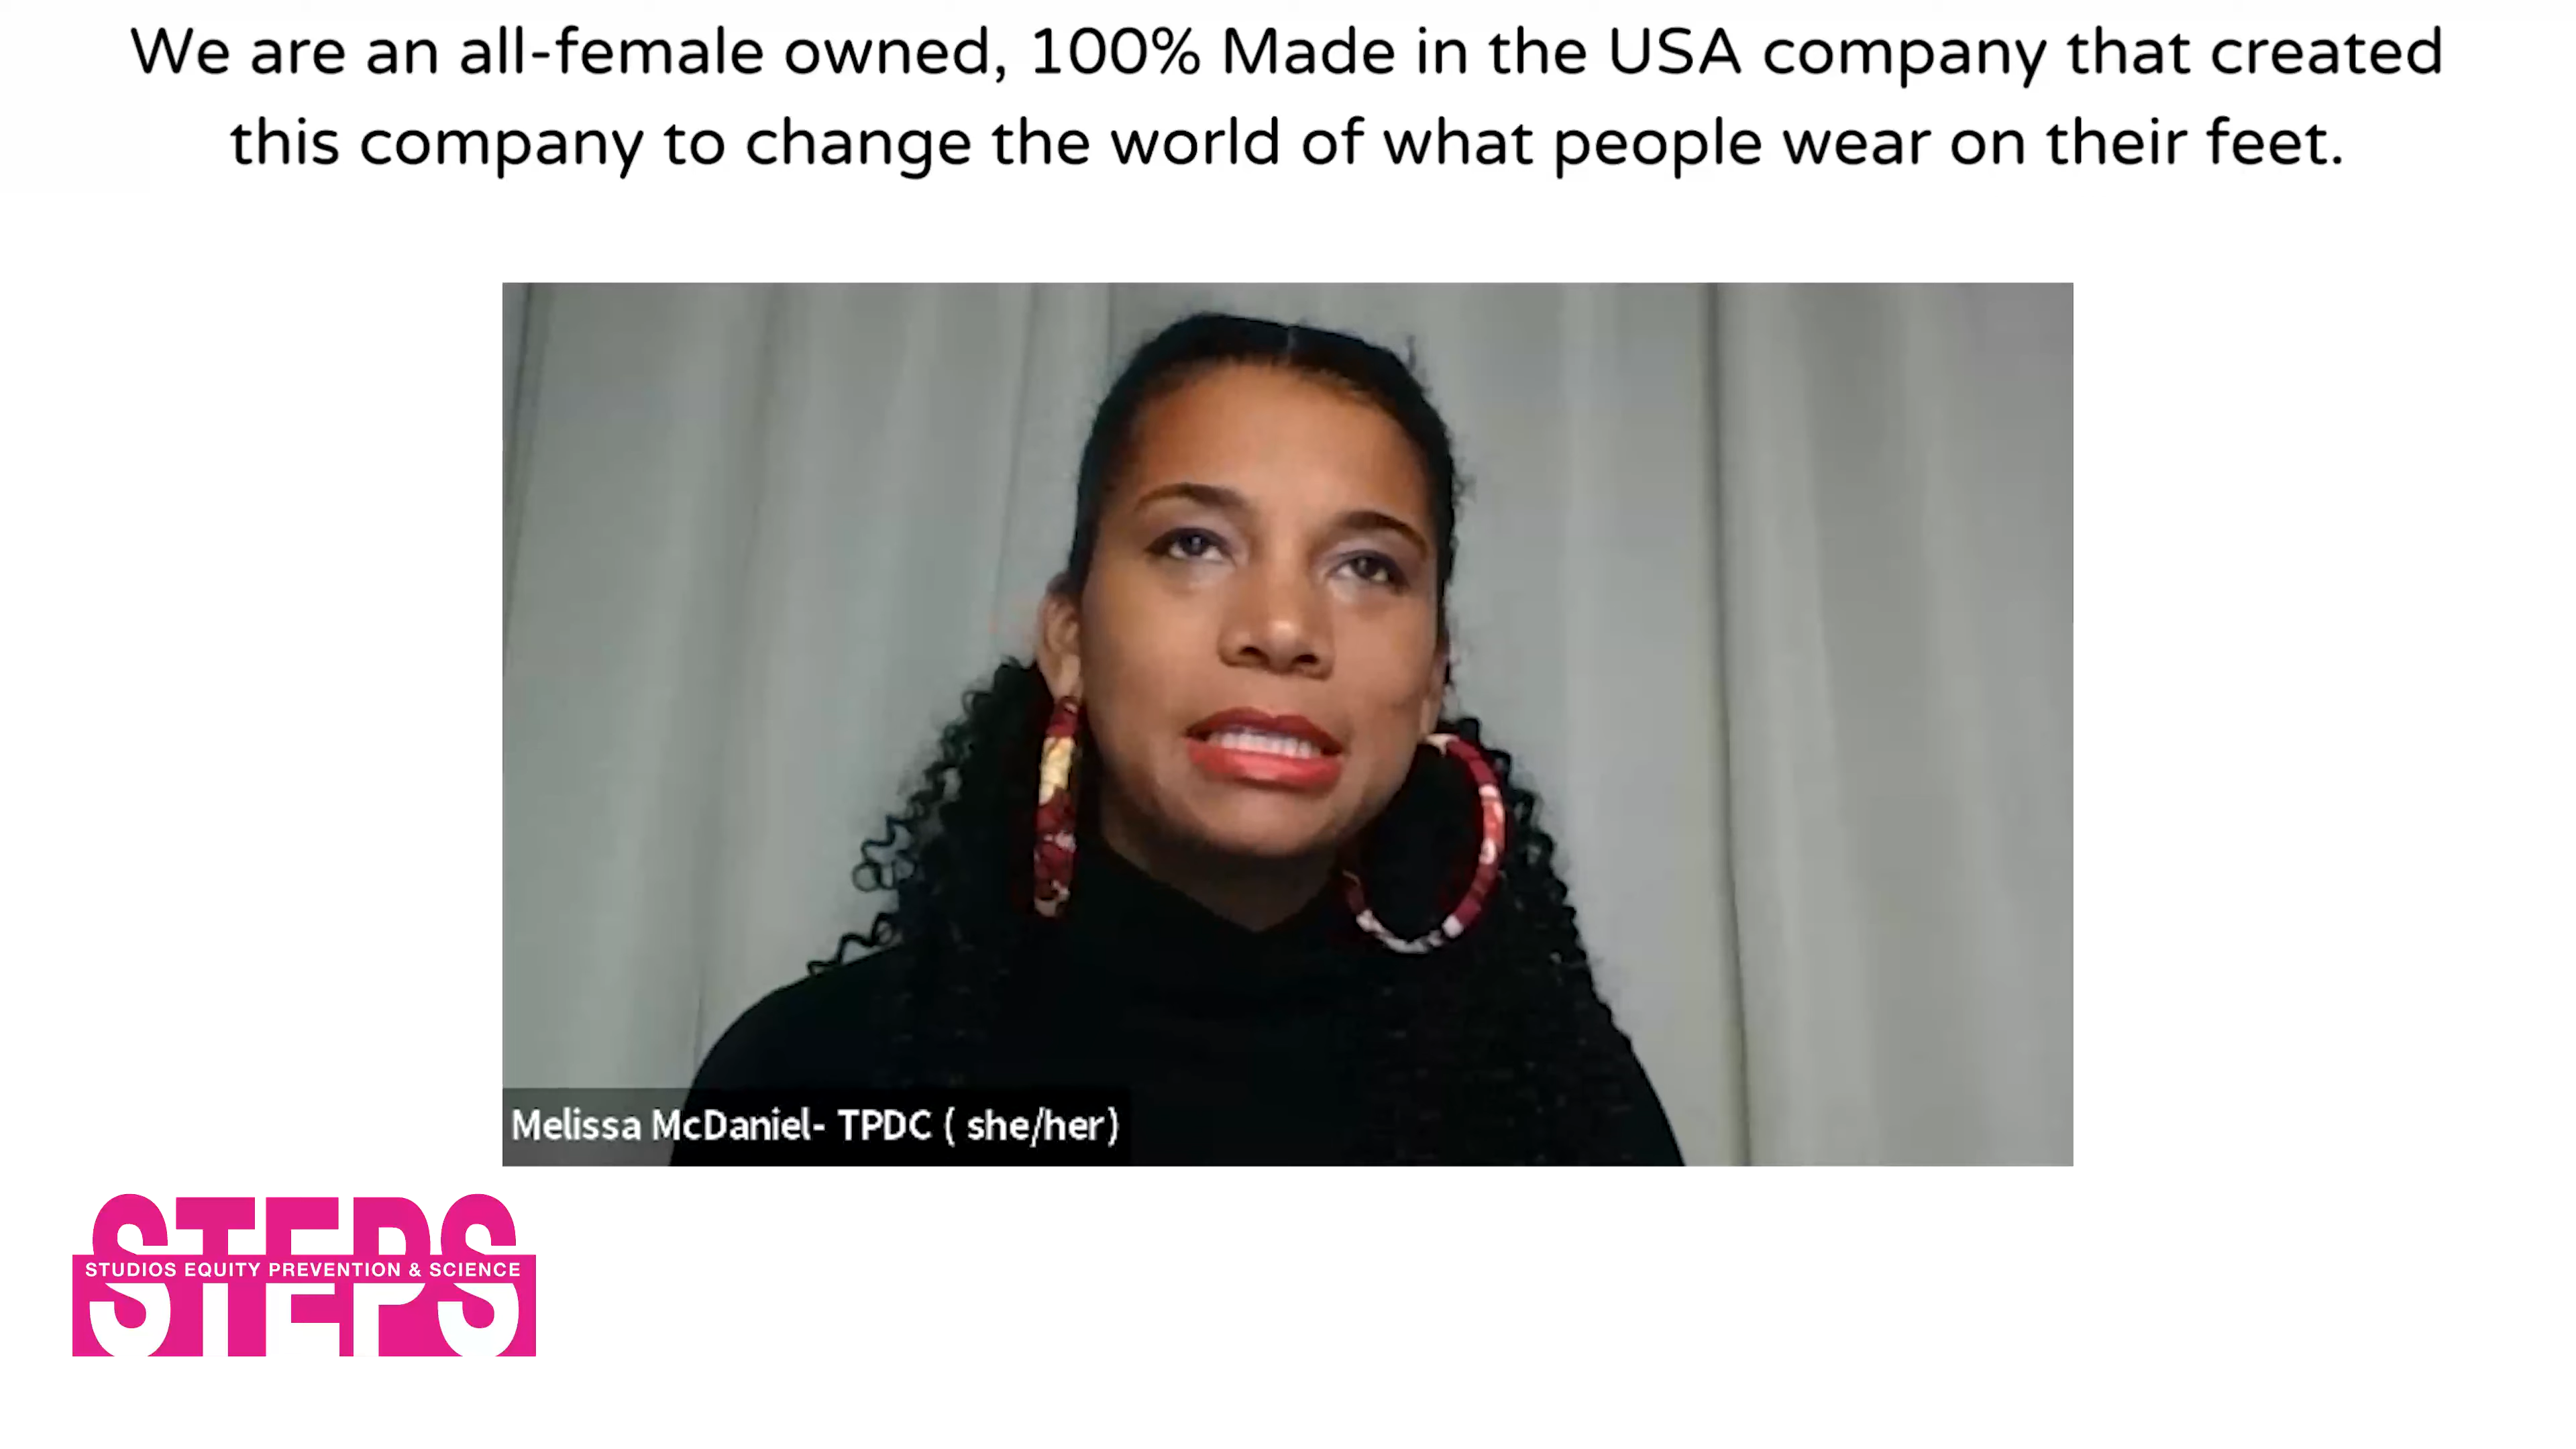 We are an all-female owned, 100% Made in the USA company that created
this company to change the world of what people wear on their feet.
Melissa McDaniel- TPDC ( she/her)
STEPS
STUDIOS EQUITY PREVENTION & SCIENCE